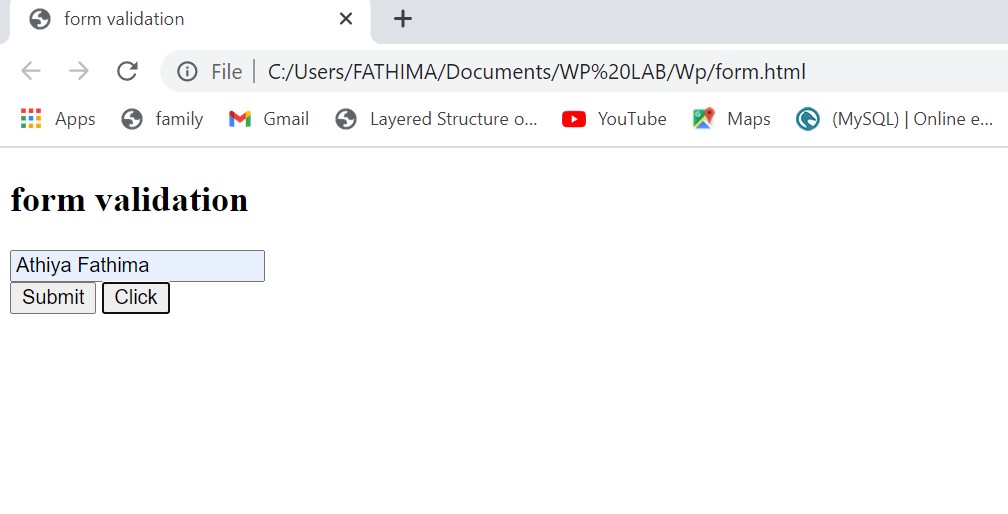 form validation
File | C:/Users/FATHIMA/Documents/WP%20LAB/Wp/form.html
Apps family Gmail Layered Structure o... YouTube Maps (MySQL) | Online e...
form validation
Athiya Fathima
Submit Click